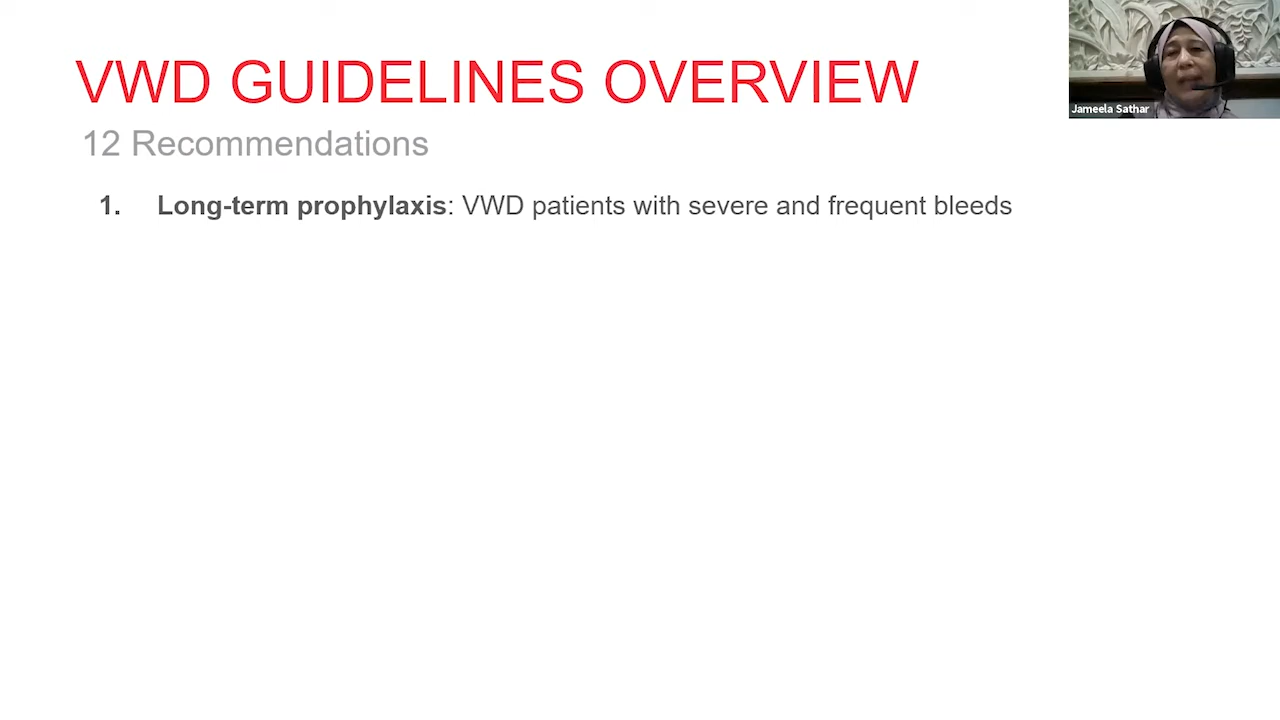 VWD GUIDELINES OVERVIEW
12 Recommendations
1. Long-term prophylaxis: VWD patients with severe and frequent bleeds
Jameela Sathar